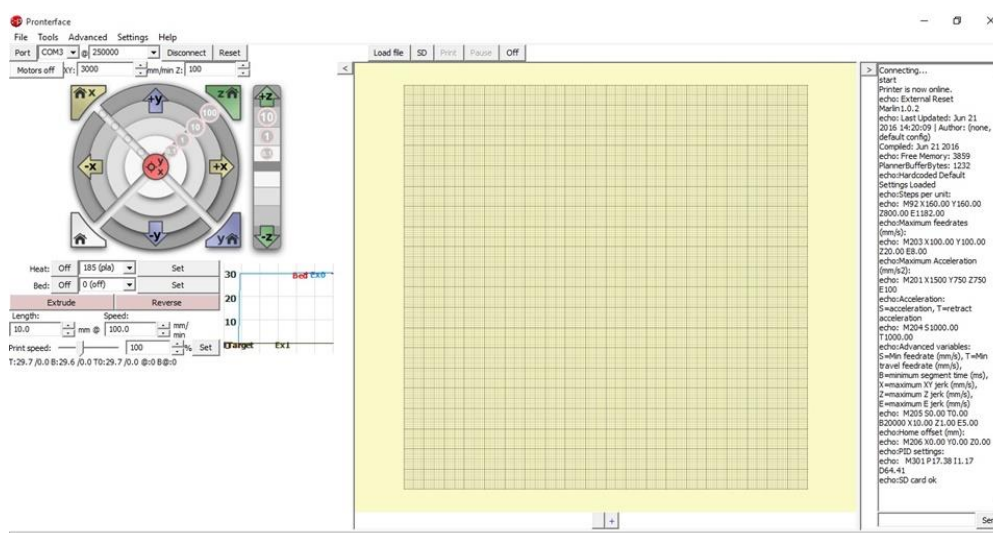 Pronterface
File Tools Advanced Settings Help
Port COM3 @ 250000 Disconnect Reset
Load file SD Print Pause Off
Motors off XY: 3000 mm/min Z: 100
< >
x +y z +z
100 10
10 1
1
-x y x +x
-y y -z
Heat: Off 185 (pla) Set
Bed: Off 0 (off) Set
Extrude Reverse
Length: Speed:
10.0 mm @ 100.0 mm/
min
Print speed: 100 % Set
T:29.7 /0.0 B:29.6 /0.0 T0:29.7 /0.0 @:0 B@:0
30 Bed Ex0
20
10
Target Ex1
+
Connecting...
start
Printer is now online.
echo: External Reset
Marlin1.0.2
echo: Last Updated: Jun 21
2016 14:20:09 | Author: (none,
default config)
Compiled: Jun 21 2016
echo: Free Memory: 3859
PlannerBufferBytes: 1232
echo:Hardcoded Default
Settings Loaded
echo:Steps per unit:
echo: M92 X160.00 Y160.00
Z800.00 E1182.00
echo:Maximum feedrates
(mm/s):
echo: M203 X100.00 Y100.00
Z20.00 E8.00
echo:Maximum Acceleration
(mm/s2):
echo: M201 X1500 Y750 Z750
E100
echo:Acceleration:
S=acceleration, T=retract
acceleration
echo: M204 S1000.00
T1000.00
echo:Advanced variables:
S=Min feedrate (mm/s), T=Min
travel feedrate (mm/s),
B=minimum segment time (ms),
X=maximum XY jerk (mm/s),
Z=maximum Z jerk (mm/s),
E=maximum E jerk (mm/s)
echo: M205 S0.00 T0.00
B20000 X10.00 Z1.00 E5.00
echo:Home offset (mm):
echo: M206 X0.00 Y0.00 Z0.00
echo:PID settings:
echo: M301 P17.38 I1.17
D64.41
echo:SD card ok
Ser